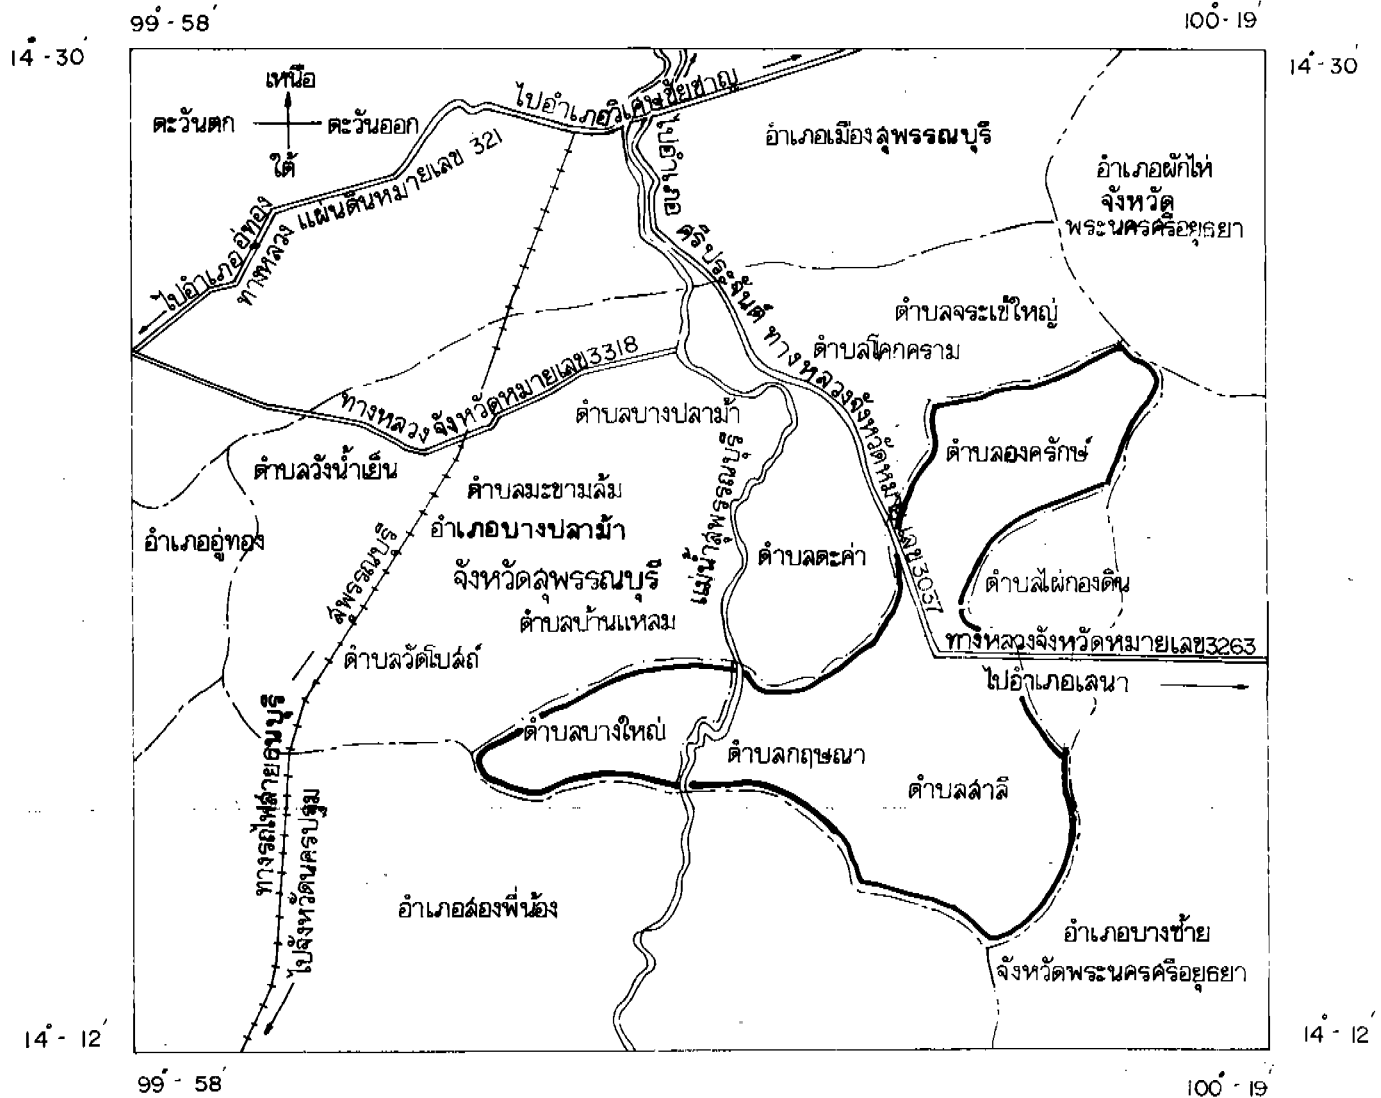 99° - 58′
100° - 19′
14° - 30′
14° - 30′
เหนือ
ตะวันตก
ตะวันออก
ใต้
ไปอำเภอวิเศษชัยชาญ
อำเภอเมืองสุพรรณบุรี
อำเภอผักไห่
จังหวัด
พระนครศรีอยุธยา
ทางหลวง แผ่นดินหมายเลข 321
ไปอำเภอ อู่ทอง
ไปอำเภอ ศรีประจันต์
ทางหลวงจังหวัดหมายเลข3037
ตำบลจระเข้ใหญ่
ตำบลโคกคราม
ทางหลวงจังหวัดหมายเลข3318
ตำบลบางปลาม้า
ตำบลองครักษ์
ตำบลวังน้ำเย็น
ตำบลมะขามล้ม
อำเภอบางปลาม้า
แม่น้ำสุพรรณบุรี
อำเภออู่ทอง
จังหวัดสุพรรณบุรี
ตำบลตะค่า
ตำบลไผ่กองดิน
ตำบลบ้านแหลม
ทางหลวงจังหวัดหมายเลข3263
ตำบลวัดโบสถ์
ไปอำเภอเสนา
ทางรถไฟสายธนบุรี
สุพรรณบุรี
ตำบลบางใหญ่
ตำบลกฤษณา
ตำบลสาลี
ไปจังหวัดนครปฐม
อำเภอสองพี่น้อง
อำเภอบางซ้าย
จังหวัดพระนครศรีอยุธยา
14° - 12′
14° - 12′
99° - 58′
100° - 19′